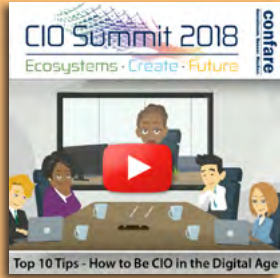 CIO Summit 2018
Ecosystems · Create · Future
confare
Top 10 Tips - How to Be CIO in the Digital Age